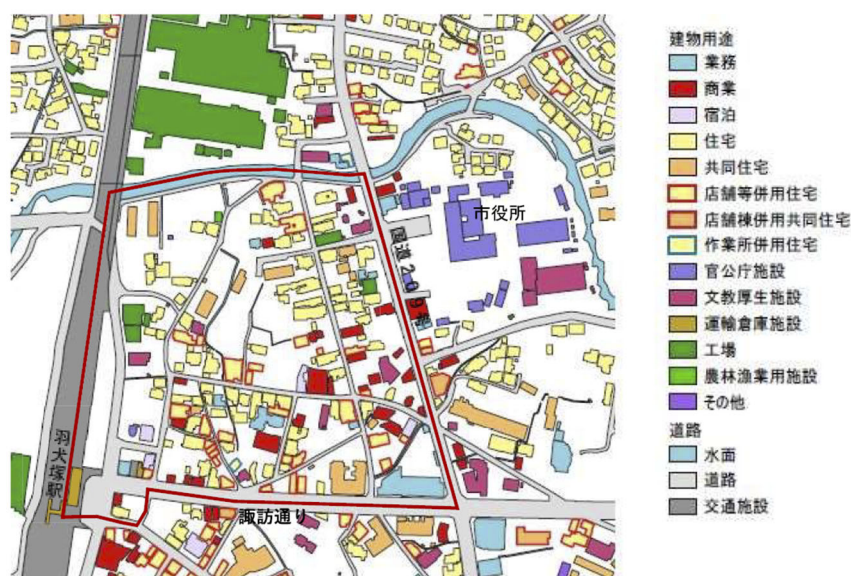 市役所
国道209号
羽犬塚駅
諏訪通り
建物用途
業務
商業
宿泊
住宅
共同住宅
店舗等併用住宅
店舗棟併用共同住宅
作業所併用住宅
官公庁施設
文教厚生施設
運輸倉庫施設
工場
農林漁業用施設
その他
道路
水面
道路
交通施設